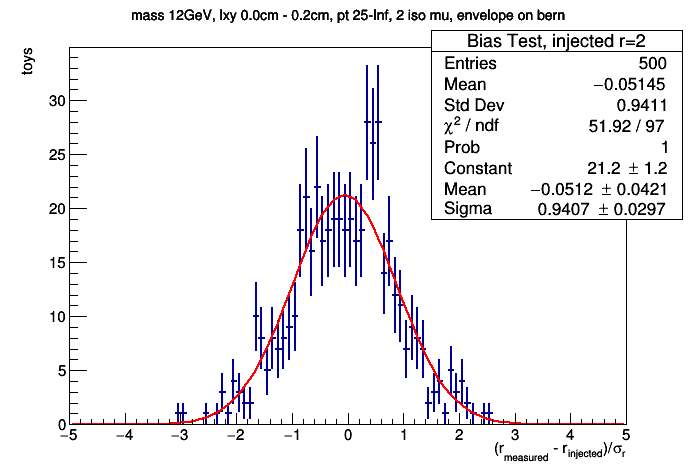 mass 12GeV, lxy 0.0cm - 0.2cm, pt 25-Inf, 2 iso mu, envelope on bern
Bias Test, injected r=2
Entries 500
Mean −0.05145
Std Dev 0.9411
χ² / ndf 51.92 / 97
Prob 1
Constant 21.2 ± 1.2
Mean −0.0512 ± 0.0421
Sigma 0.9407 ± 0.0297
toys
30
25
20
15
10
5
0
−5 −4 −3 −2 −1 0 1 2 3 4 5
(r_measured - r_injected)/σ_r